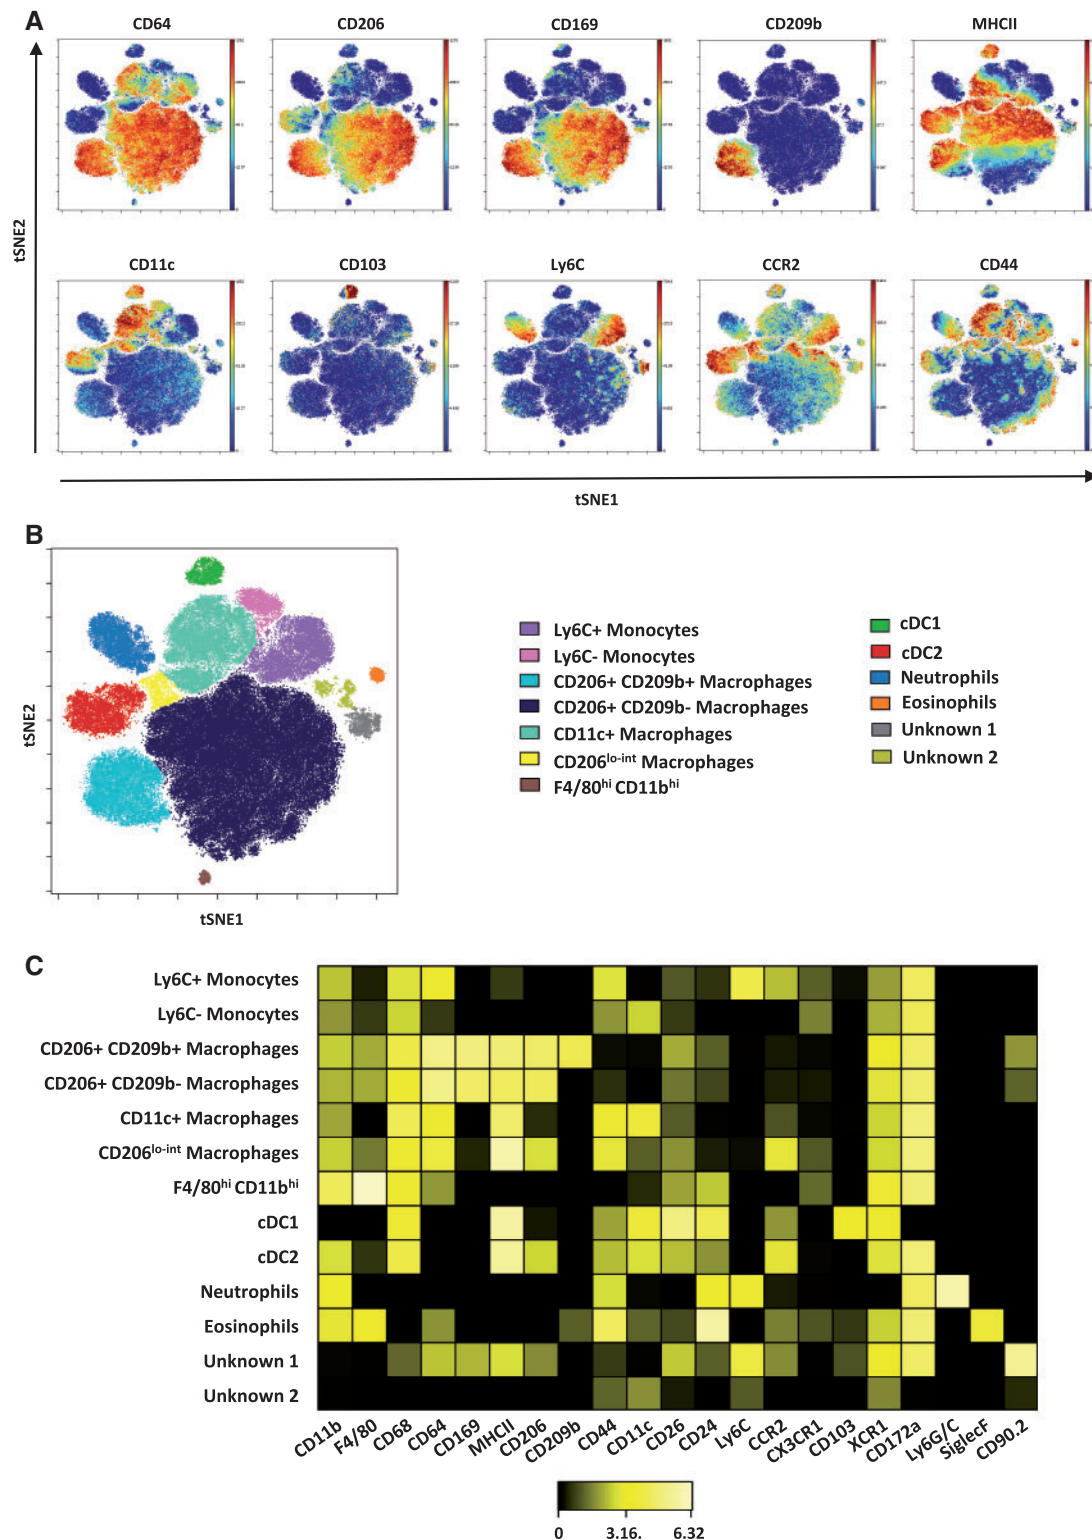 A
CD64 CD206 CD169 CD209b MHCII
tSNE2
CD11c CD103 Ly6C CCR2 CD44
tSNE1
B
tSNE2
tSNE1
Ly6C+ Monocytes
Ly6C- Monocytes
CD206+ CD209b+ Macrophages
CD206+ CD209b- Macrophages
CD11c+ Macrophages
CD206lo-int Macrophages
F4/80hi CD11bhi
cDC1
cDC2
Neutrophils
Eosinophils
Unknown 1
Unknown 2
C
Ly6C+ Monocytes
Ly6C- Monocytes
CD206+ CD209b+ Macrophages
CD206+ CD209b- Macrophages
CD11c+ Macrophages
CD206lo-int Macrophages
F4/80hi CD11bhi
cDC1
cDC2
Neutrophils
Eosinophils
Unknown 1
Unknown 2
CD11b F4/80 CD68 CD64 CD169 MHCII CD206 CD209b CD44 CD11c CD26 CD24 Ly6C CCR2 CX3CR1 CD103 XCR1 CD172a Ly6G/C SiglecF CD90.2
0 3.16. 6.32